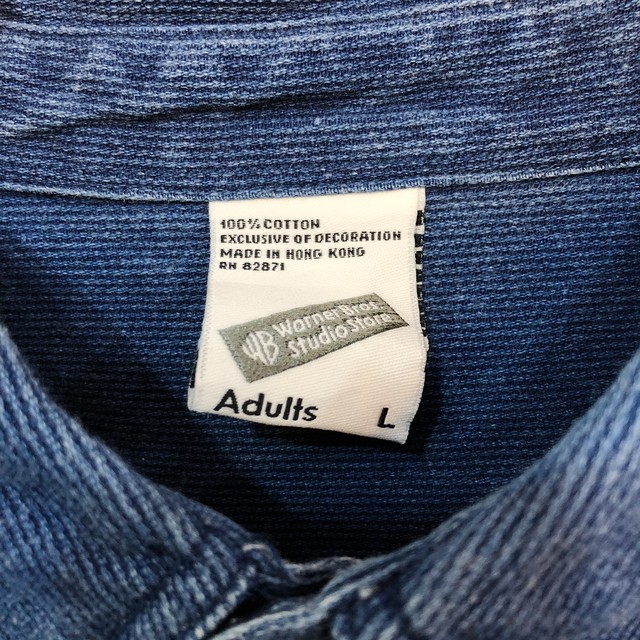 100% COTTON
EXCLUSIVE OF DECORATION
MADE IN HONG KONG
RN 82871
WB Warner Bros.
Studio Store
Adults L